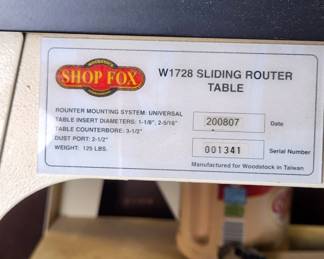 WOODSTOCK
SHOP FOX
W1728 SLIDING ROUTER
TABLE
ROUNTER MOUNTING SYSTEM: UNIVERSAL
TABLE INSERT DIAMETERS: 1-1/8", 2-5/16"
TABLE COUNTERBORE: 3-1/2"
DUST PORT: 2-1/2"
WEIGHT: 125 LBS.
200807 Date
001341 Serial Number
Manufactured for Woodstock in Taiwan